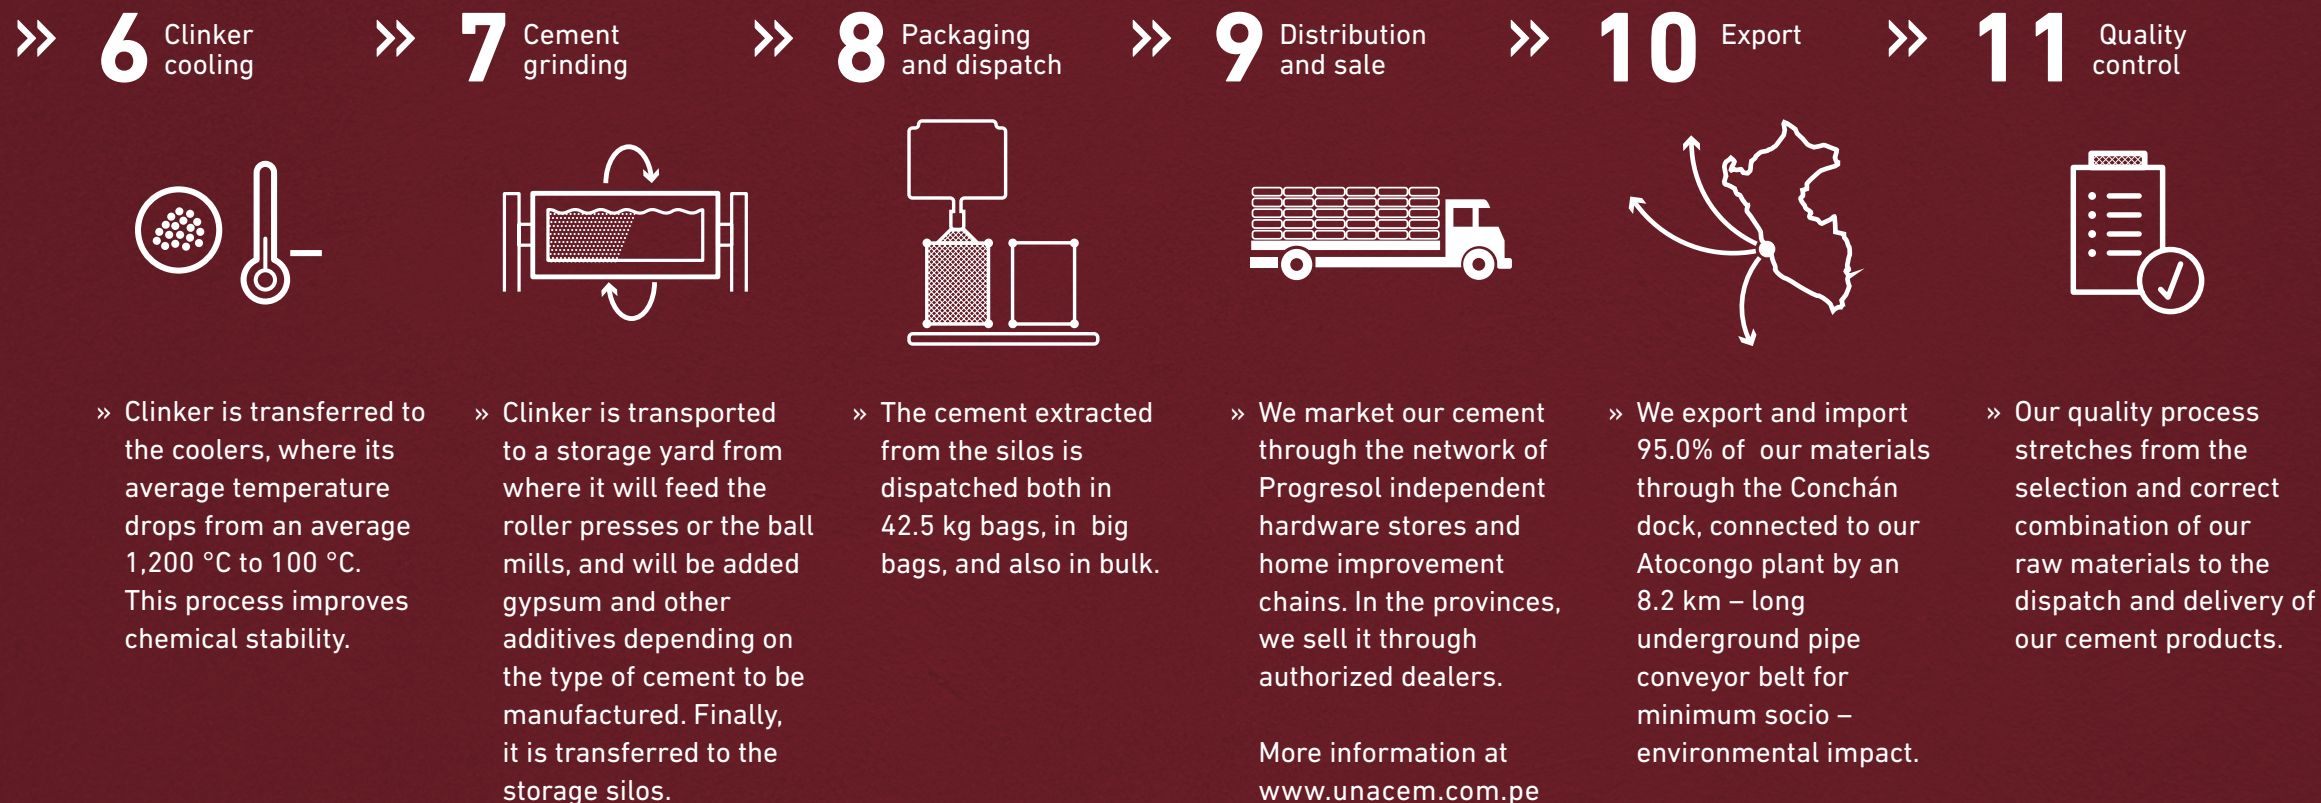 » 6 Clinker
cooling
» 7 Cement
grinding
» 8 Packaging
and dispatch
» 9 Distribution
and sale
» 10 Export
» 11 Quality
control
» Clinker is transferred to
the coolers, where its
average temperature
drops from an average
1,200 °C to 100 °C.
This process improves
chemical stability.
» Clinker is transported
to a storage yard from
where it will feed the
roller presses or the ball
mills, and will be added
gypsum and other
additives depending on
the type of cement to be
manufactured. Finally,
it is transferred to the
storage silos.
» The cement extracted
from the silos is
dispatched both in
42.5 kg bags, in big
bags, and also in bulk.
» We market our cement
through the network of
Progresol independent
hardware stores and
home improvement
chains. In the provinces,
we sell it through
authorized dealers.
More information at
www.unacem.com.pe
» We export and import
95.0% of our materials
through the Conchán
dock, connected to our
Atocongo plant by an
8.2 km – long
underground pipe
conveyor belt for
minimum socio –
environmental impact.
» Our quality process
stretches from the
selection and correct
combination of our
raw materials to the
dispatch and delivery of
our cement products.